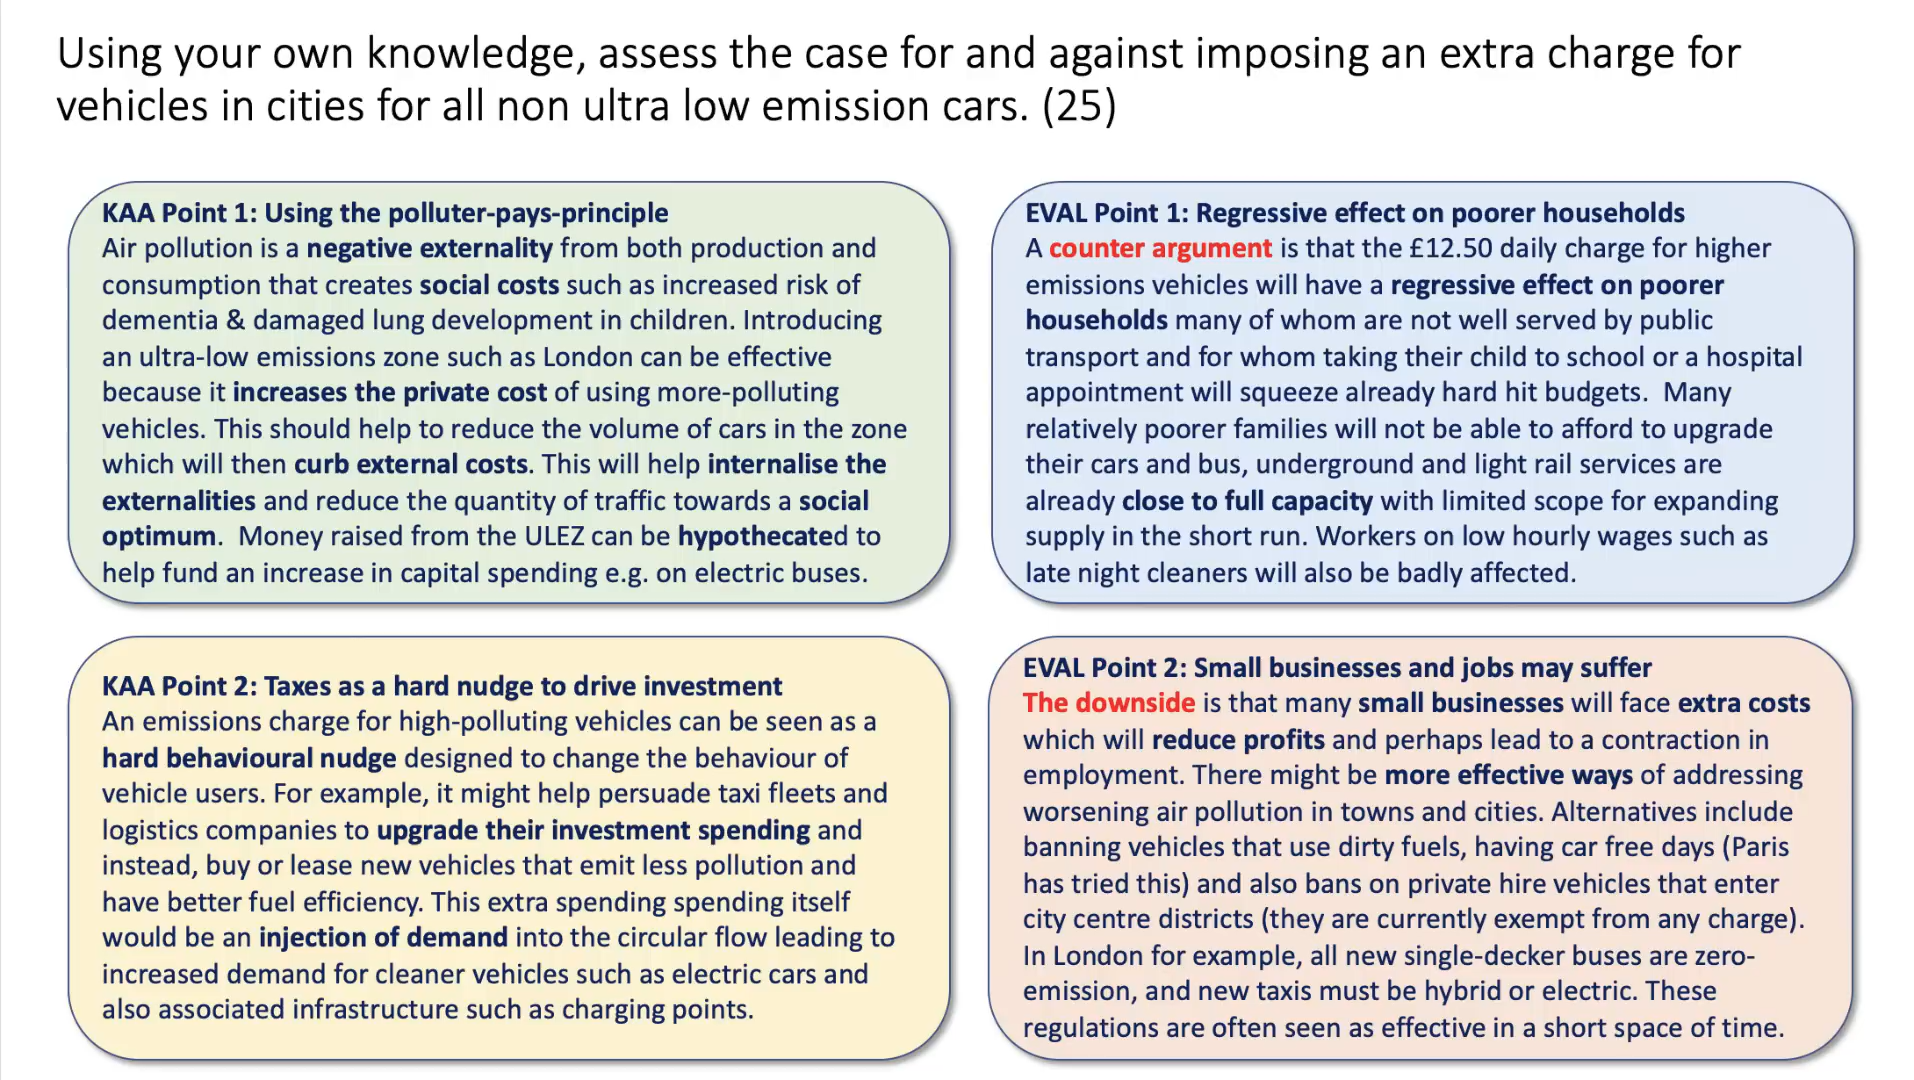 Using your own knowledge, assess the case for and against imposing an extra charge for
vehicles in cities for all non ultra low emission cars. (25)
KAA Point 1: Using the polluter-pays-principle
Air pollution is a negative externality from both production and
consumption that creates social costs such as increased risk of
dementia & damaged lung development in children. Introducing
an ultra-low emissions zone such as London can be effective
because it increases the private cost of using more-polluting
vehicles. This should help to reduce the volume of cars in the zone
which will then curb external costs. This will help internalise the
externalities and reduce the quantity of traffic towards a social
optimum. Money raised from the ULEZ can be hypothecated to
help fund an increase in capital spending e.g. on electric buses.
EVAL Point 1: Regressive effect on poorer households
A counter argument is that the £12.50 daily charge for higher
emissions vehicles will have a regressive effect on poorer
households many of whom are not well served by public
transport and for whom taking their child to school or a hospital
appointment will squeeze already hard hit budgets. Many
relatively poorer families will not be able to afford to upgrade
their cars and bus, underground and light rail services are
already close to full capacity with limited scope for expanding
supply in the short run. Workers on low hourly wages such as
late night cleaners will also be badly affected.
KAA Point 2: Taxes as a hard nudge to drive investment
An emissions charge for high-polluting vehicles can be seen as a
hard behavioural nudge designed to change the behaviour of
vehicle users. For example, it might help persuade taxi fleets and
logistics companies to upgrade their investment spending and
instead, buy or lease new vehicles that emit less pollution and
have better fuel efficiency. This extra spending spending itself
would be an injection of demand into the circular flow leading to
increased demand for cleaner vehicles such as electric cars and
also associated infrastructure such as charging points.
EVAL Point 2: Small businesses and jobs may suffer
The downside is that many small businesses will face extra costs
which will reduce profits and perhaps lead to a contraction in
employment. There might be more effective ways of addressing
worsening air pollution in towns and cities. Alternatives include
banning vehicles that use dirty fuels, having car free days (Paris
has tried this) and also bans on private hire vehicles that enter
city centre districts (they are currently exempt from any charge).
In London for example, all new single-decker buses are zero-
emission, and new taxis must be hybrid or electric. These
regulations are often seen as effective in a short space of time.